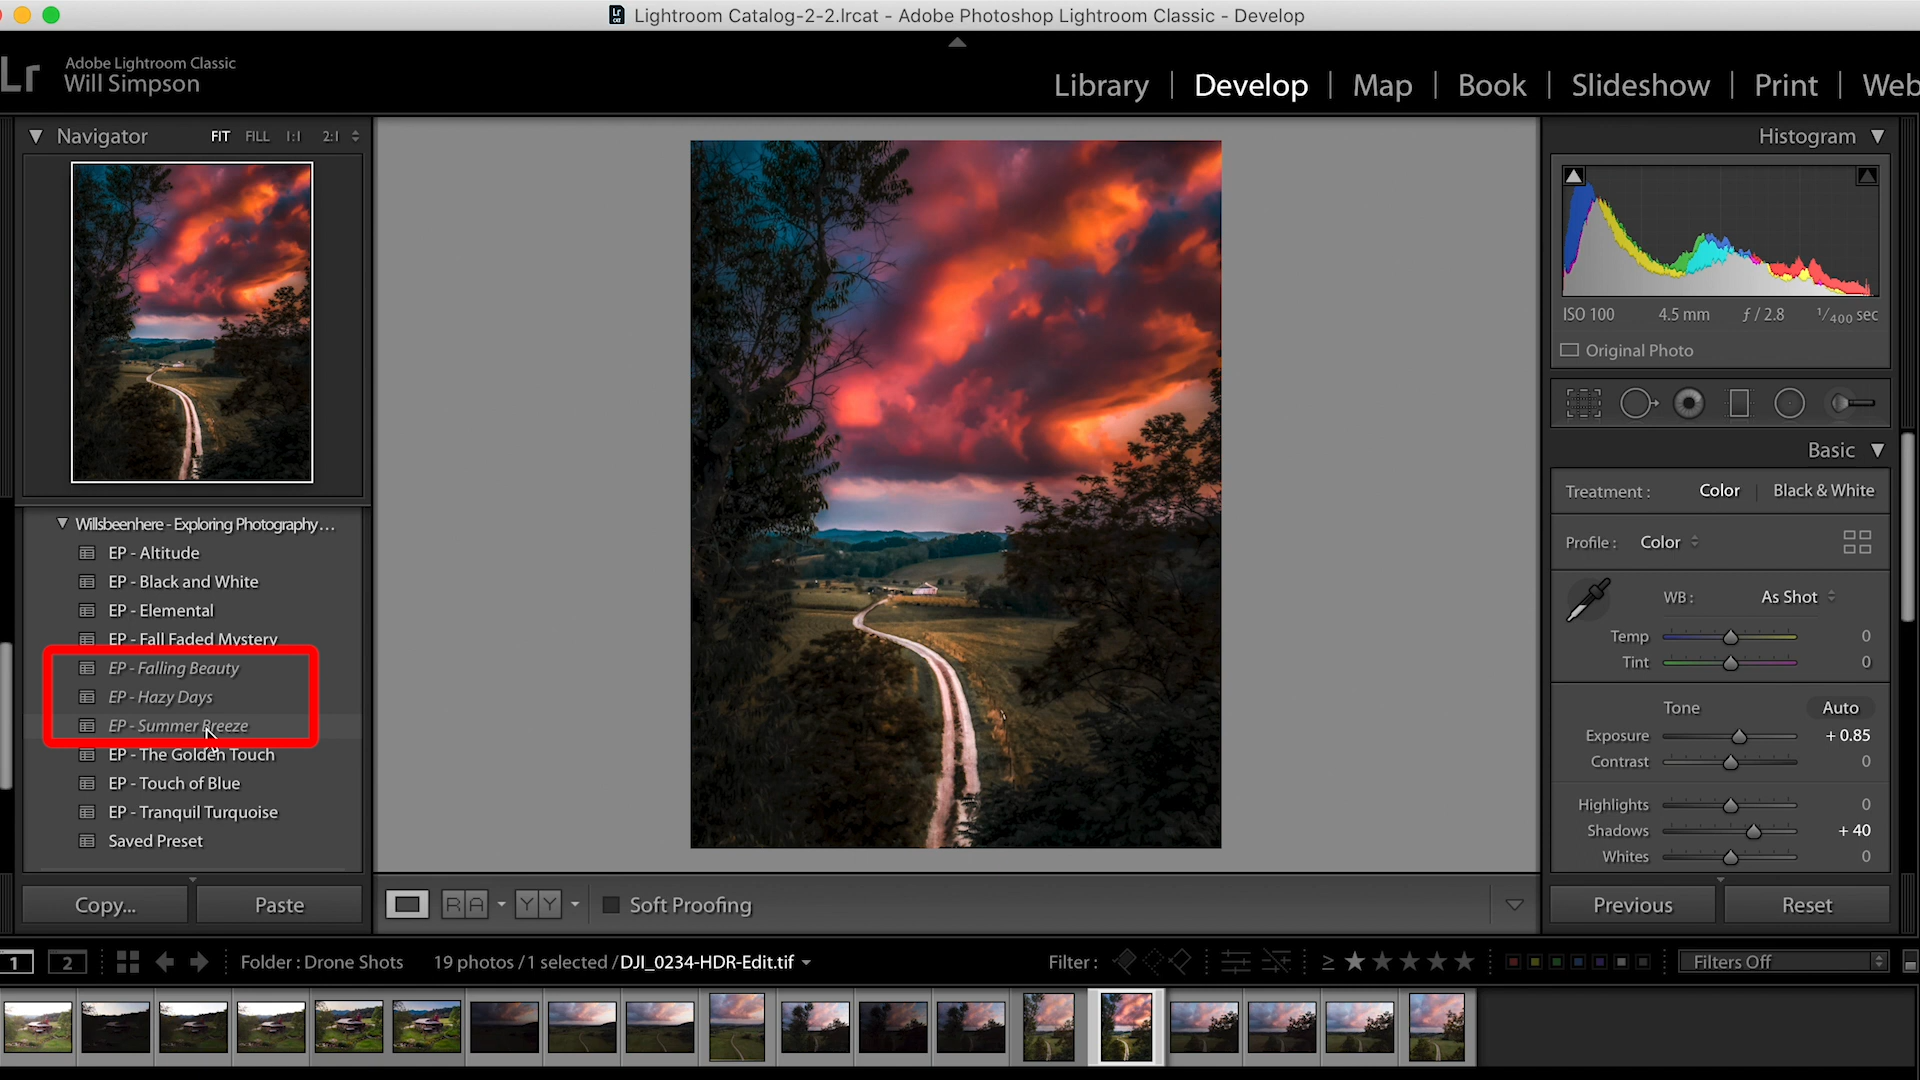 Lightroom Catalog-2-2.lrcat - Adobe Photoshop Lightroom Classic - Develop
Lr
Adobe Lightroom Classic
Will Simpson
Library | Develop | Map | Book | Slideshow | Print | Web
Navigator FIT FILL 1:1 2:1
Histogram
ISO 100 4.5 mm ƒ / 2.8 1/400 sec
Original Photo
Basic
Treatment : Color Black & White
Profile : Color
WB : As Shot
Temp 0
Tint 0
Tone Auto
Exposure + 0.85
Contrast 0
Highlights 0
Shadows + 40
Whites 0
Willsbeenhere - Exploring Photography…
EP - Altitude
EP - Black and White
EP - Elemental
EP - Fall Faded Mystery
EP - Falling Beauty
EP - Hazy Days
EP - Summer Breeze
EP - The Golden Touch
EP - Touch of Blue
EP - Tranquil Turquoise
Saved Preset
Copy... Paste
R A Y Y Soft Proofing
Previous Reset
1 2 Folder : Drone Shots 19 photos / 1 selected / DJI_0234-HDR-Edit.tif Filter : ≥ ★ ★ ★ ★ ★ Filters Off